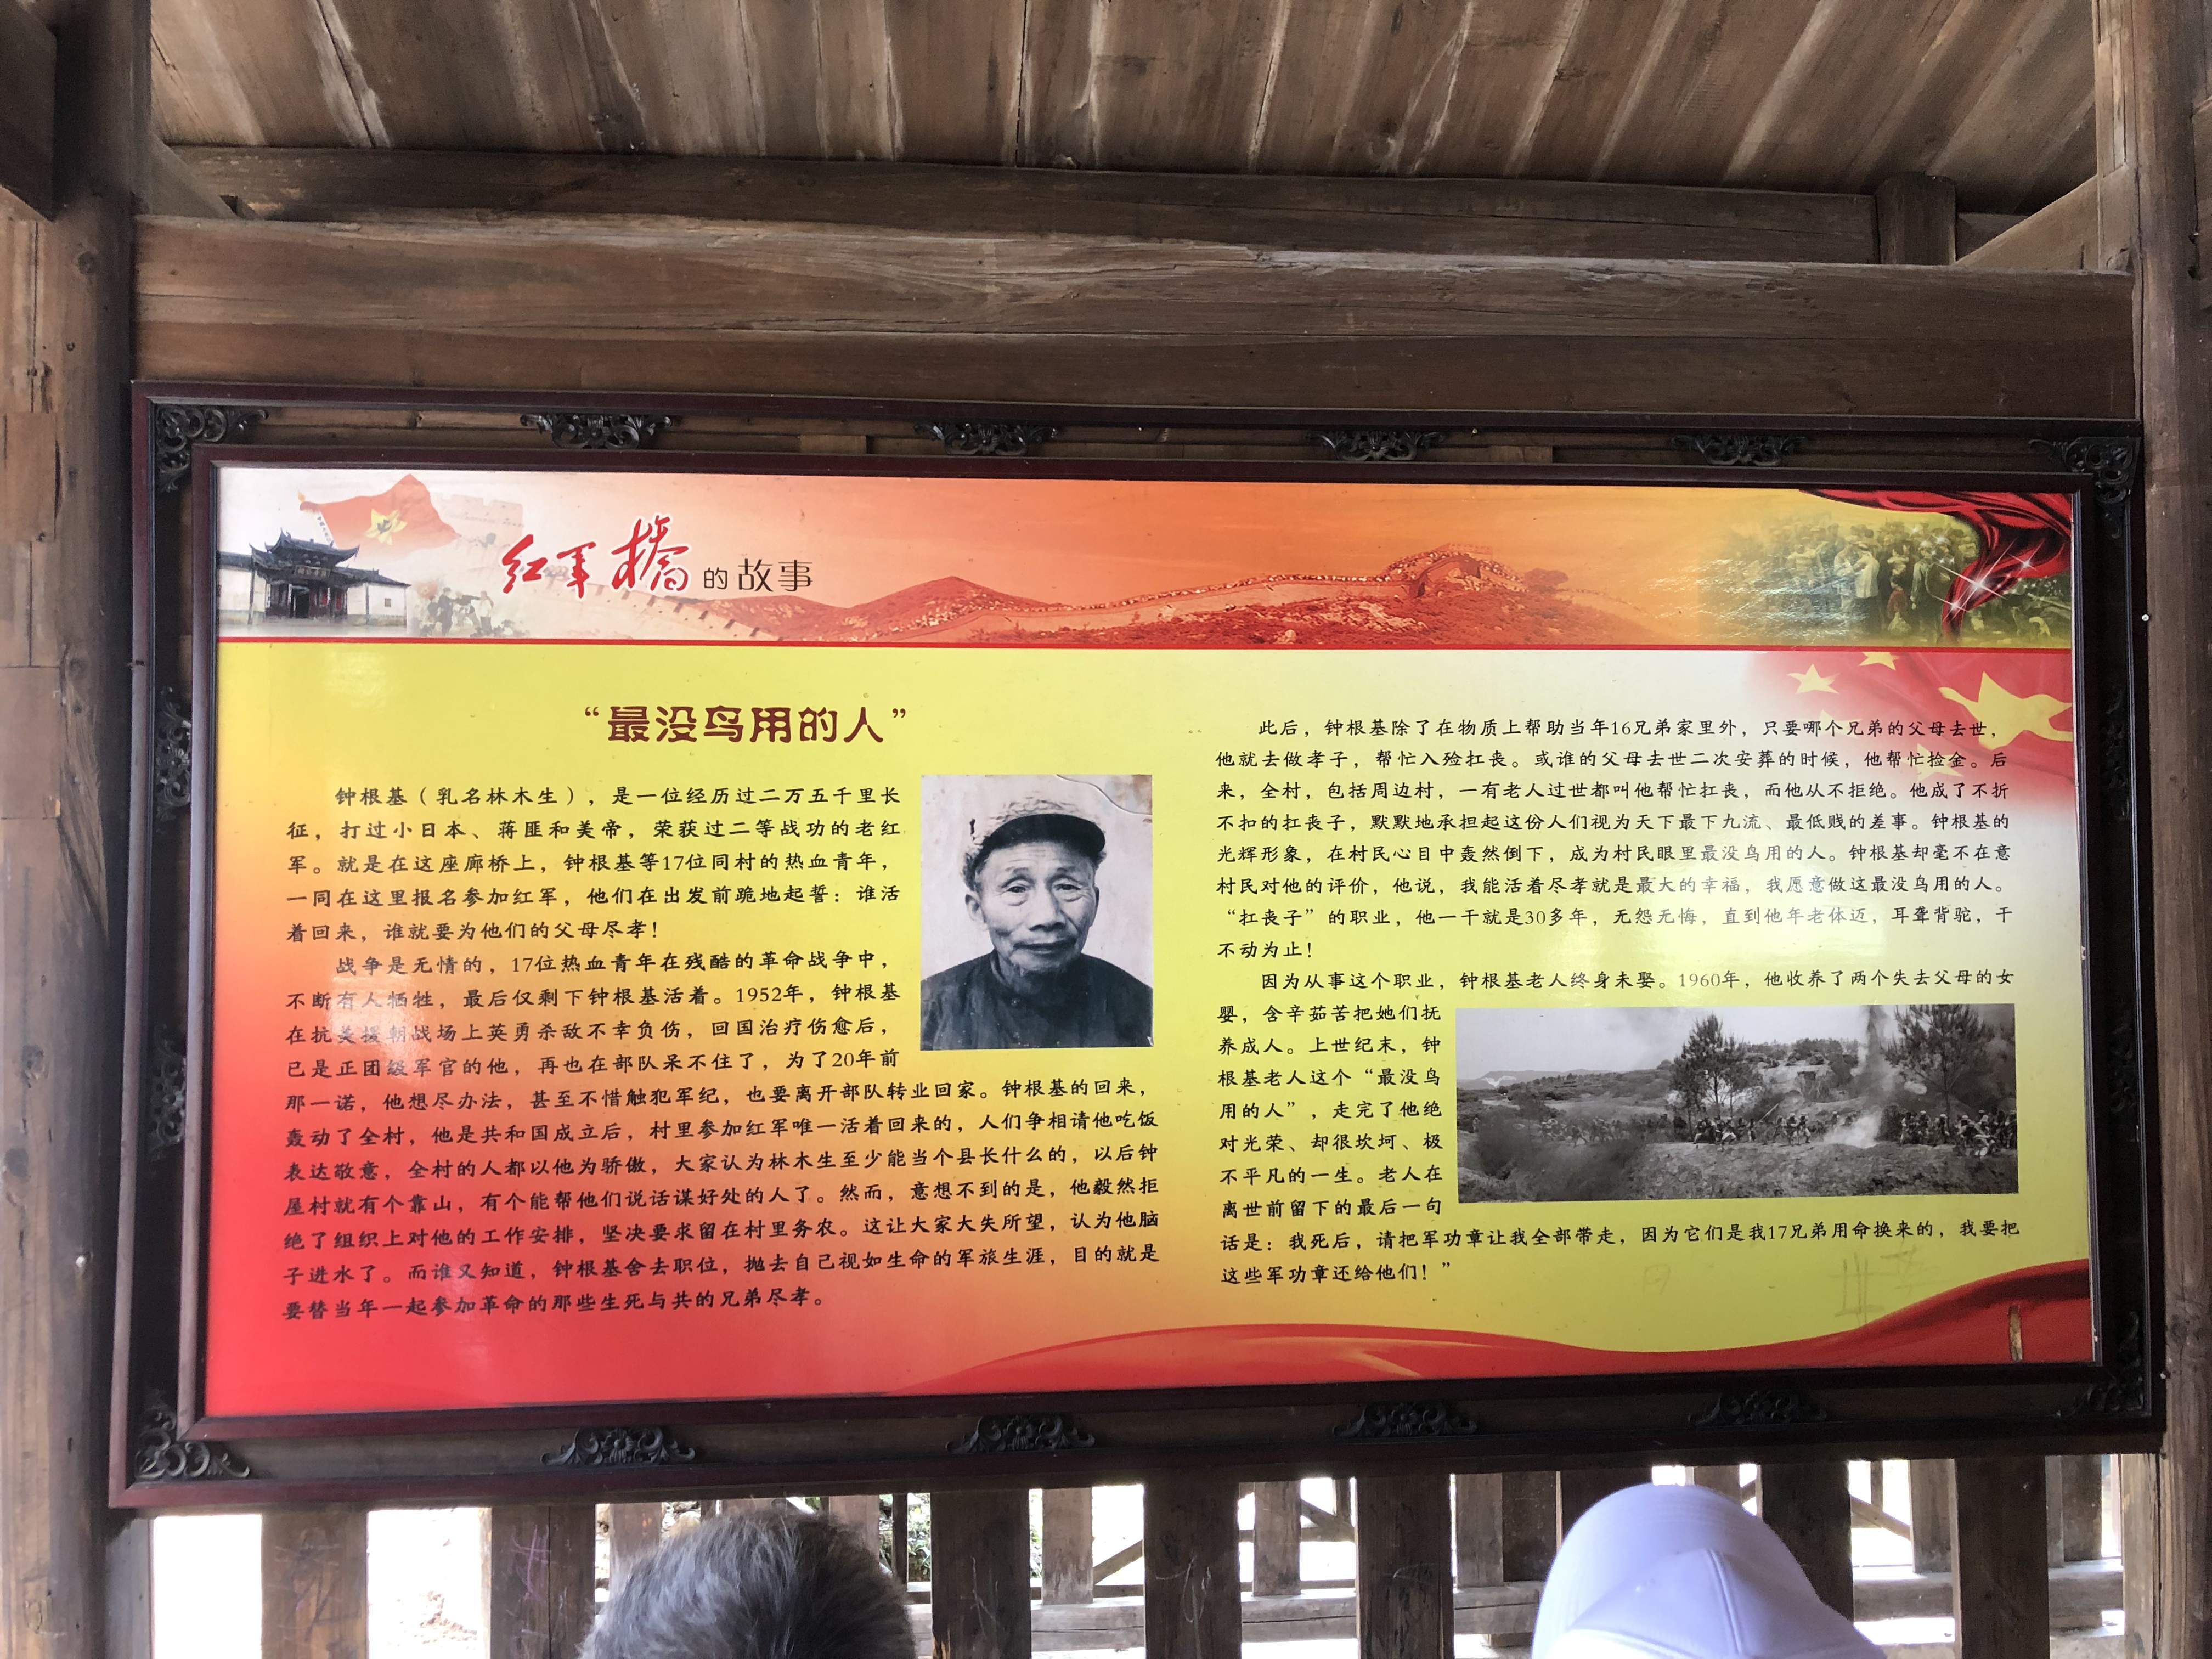 红军桥的故事
“最没鸟用的人”
钟根基（乳名林木生），是一位经历过二万五千里长
征，打过小日本、蒋匪和美帝，荣获过二等战功的老红
军。就是在这座廊桥上，钟根基等17位同村的热血青年，
一同在这里报名参加红军，他们在出发前跪地起誓：谁活
着回来，谁就要为他们的父母尽孝！
战争是无情的，17位热血青年在残酷的革命战争中，
不断有人牺牲，最后仅剩下钟根基活着。1952年，钟根基
在抗美援朝战场上英勇杀敌不幸负伤，回国治疗伤愈后，
已是正团级军官的他，再也在部队呆不住了，为了20年前
那一诺，他想尽办法，甚至不惜触犯军纪，也要离开部队转业回家。钟根基的回来，
轰动了全村，他是共和国成立后，村里参加红军唯一活着回来的，人们争相请他吃饭
表达敬意，全村的人都以他为骄傲，大家认为林木生至少能当个县长什么的，以后钟
屋村就有个靠山，有个能帮他们说话谋好处的人了。然而，意想不到的是，他毅然拒
绝了组织上对他的工作安排，坚决要求留在村里务农。这让大家大失所望，认为他脑
子进水了。而谁又知道，钟根基舍去职位，抛去自己视如生命的军旅生涯，目的就是
要替当年一起参加革命的那些生死与共的兄弟尽孝。
此后，钟根基除了在物质上帮助当年16兄弟家里外，只要哪个兄弟的父母去世，
他就去做孝子，帮忙入殓扛丧。或谁的父母去世二次安葬的时候，他帮忙捡金。后
来，全村，包括周边村，一有老人过世都叫他帮忙扛丧，而他从不拒绝。他成了不折
不扣的扛丧子，默默地承担起这份人们视为天下最下九流、最低贱的差事。钟根基的
光辉形象，在村民心目中轰然倒下，成为村民眼里最没鸟用的人。钟根基却毫不在意
村民对他的评价，他说，我能活着尽孝就是最大的幸福，我愿意做这最没鸟用的人。
“扛丧子”的职业，他一干就是30多年，无怨无悔，直到他年老体迈，耳聋背驼，干
不动为止！
因为从事这个职业，钟根基老人终身未娶。1960年，他收养了两个失去父母的女
婴，含辛茹苦把她们抚
养成人。上世纪末，钟
根基老人这个“最没鸟
用的人”，走完了他绝
对光荣、却很坎坷、极
不平凡的一生。老人在
离世前留下的最后一句
话是：我死后，请把军功章让我全部带走，因为它们是我17兄弟用命换来的，我要把
这些军功章还给他们！”